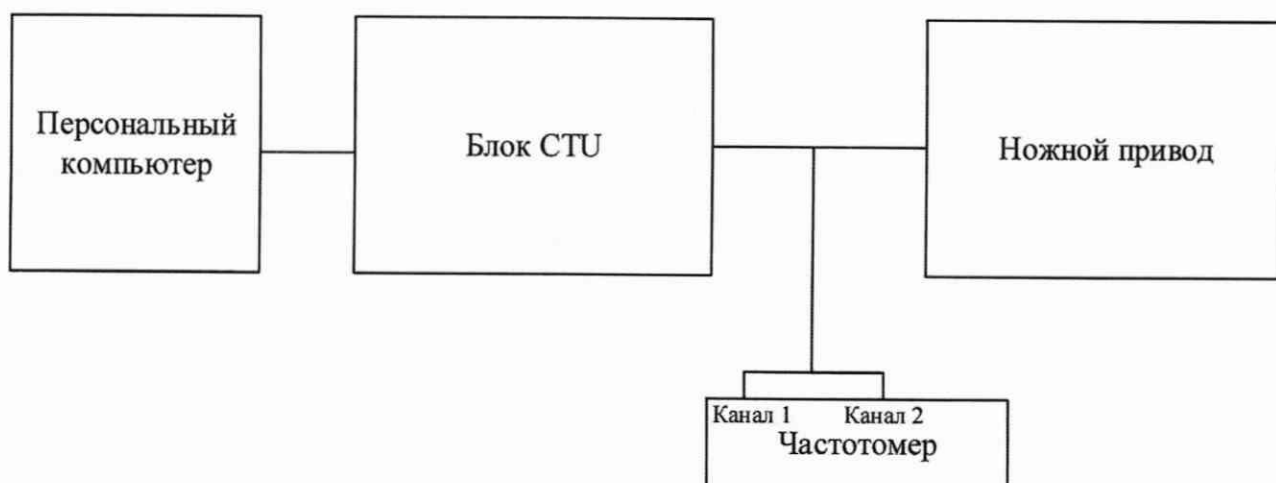 Персональный
компьютер
Блок CTU
Ножной привод
Канал 1
Канал 2
Частотомер